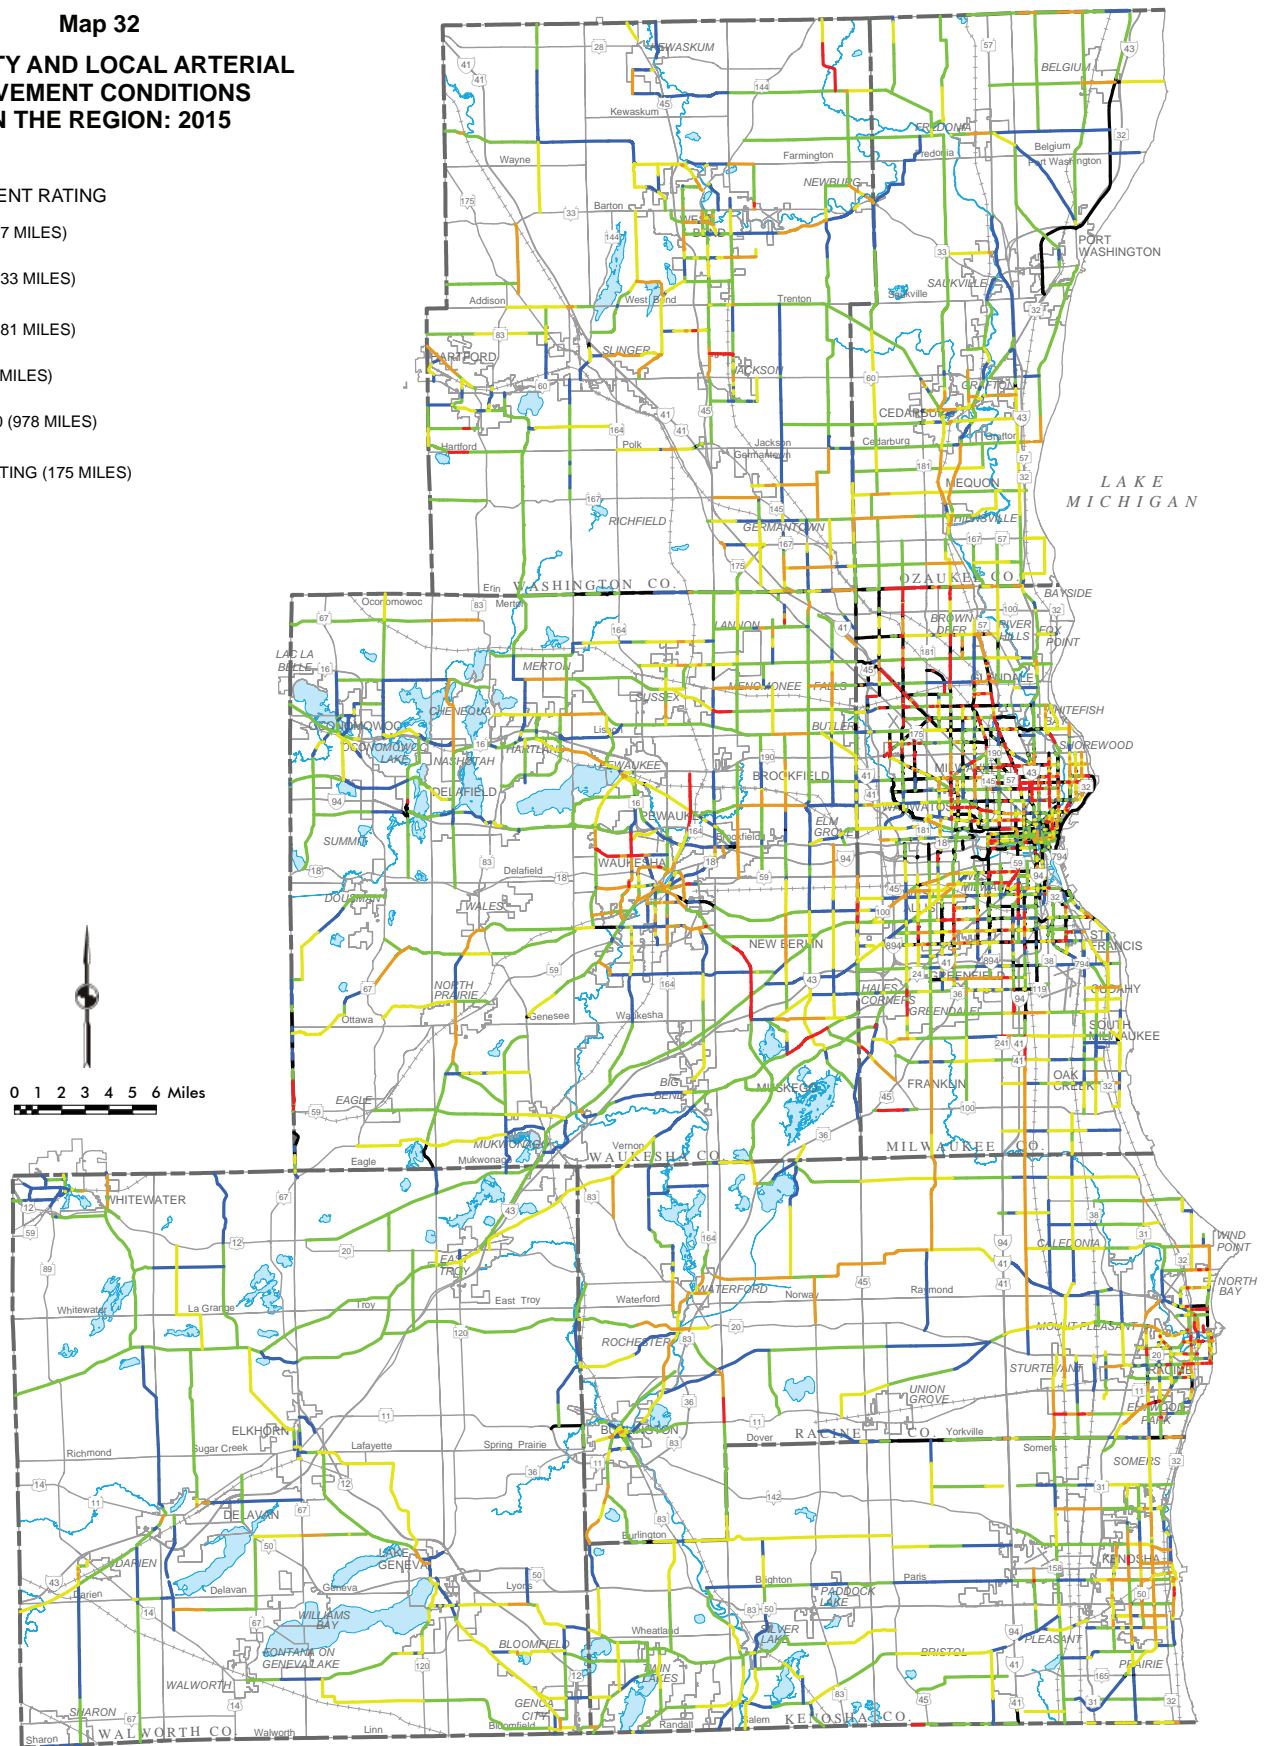 Map 32
TY AND LOCAL ARTERIAL
VEMENT CONDITIONS
N THE REGION: 2015
ENT RATING
7 MILES)
33 MILES)
81 MILES)
MILES)
0 (978 MILES)
TING (175 MILES)
0 1 2 3 4 5 6 Miles
LAKE
MICHIGAN
KEWASKUM
Kewaskum
BELGIUM
FREDONIA
Fredonia
Belgium
Port Washington
Wayne
Farmington
NEWBURG
Barton
WEST
BEND
PORT
WASHINGTON
SAUKVILLE
Saukville
Addison
West Bend
Trenton
SLINGER
HARTFORD
JACKSON
GRAFTON
CEDARBURG
Hartford
Polk
Jackson
Germantown
Cedarburg
Grafton
MEQUON
RICHFIELD
GERMANTOWN
THIENSVILLE
Erin
WASHINGTON CO.
OZAUKEE CO.
Oconomowoc
Merton
BAYSIDE
LANNON
BROWN
DEER
RIVER
HILLS
FOX
POINT
LAC LA
BELLE
MERTON
GLENDALE
MENOMONEE FALLS
SUSSEX
CHENEQUA
WHITEFISH
BAY
OCONOMOWOC
Lisbon
BUTLER
OCONOMOWOC
LAKE
NASHOTAH
HARTLAND
SHOREWOOD
PEWAUKEE
MILWAUKEE
BROOKFIELD
DELAFIELD
WAUWATOSA
PEWAUKEE
ELM
GROVE
Brookfield
SUMMIT
WAUKESHA
Delafield
WEST
MILWAUKEE
DOUSMAN
WALES
ALLIS
NEW BERLIN
ST.
FRANCIS
GREENFIELD
HALES
CORNERS
CUDAHY
NORTH
PRAIRIE
GREENDALE
Ottawa
Genesee
Waukesha
SOUTH
MILWAUKEE
BIG
BEND
MUSKEGO
FRANKLIN
OAK
CREEK
EAGLE
MUKWONAGO
Vernon
Eagle
Mukwonago
WAUKESHA CO.
MILWAUKEE CO.
WHITEWATER
EAST
TROY
CALEDONIA
WIND
POINT
NORTH
BAY
Whitewater
La Grange
Troy
East Troy
Waterford
WATERFORD
Norway
Raymond
ROCHESTER
MOUNT PLEASANT
STURTEVANT
RACINE
UNION
GROVE
ELMWOOD
PARK
ELKHORN
BURLINGTON
Dover
RACINE CO.
Yorkville
Somers
Richmond
Sugar Creek
Lafayette
Spring Prairie
SOMERS
DELAVAN
Burlington
DARIEN
LAKE
GENEVA
KENOSHA
Darien
Delavan
Geneva
Lyons
Brighton
Paris
PADDOCK
LAKE
WILLIAMS
BAY
Wheatland
SILVER
LAKE
FONTANA ON
GENEVA LAKE
BLOOMFIELD
BRISTOL
PLEASANT
PRAIRIE
TWIN
LAKES
WALWORTH
GENOA
CITY
SHARON
Sharon
WALWORTH CO.
Walworth
Linn
Bloomfield
Randall
Salem
KENOSHA CO.